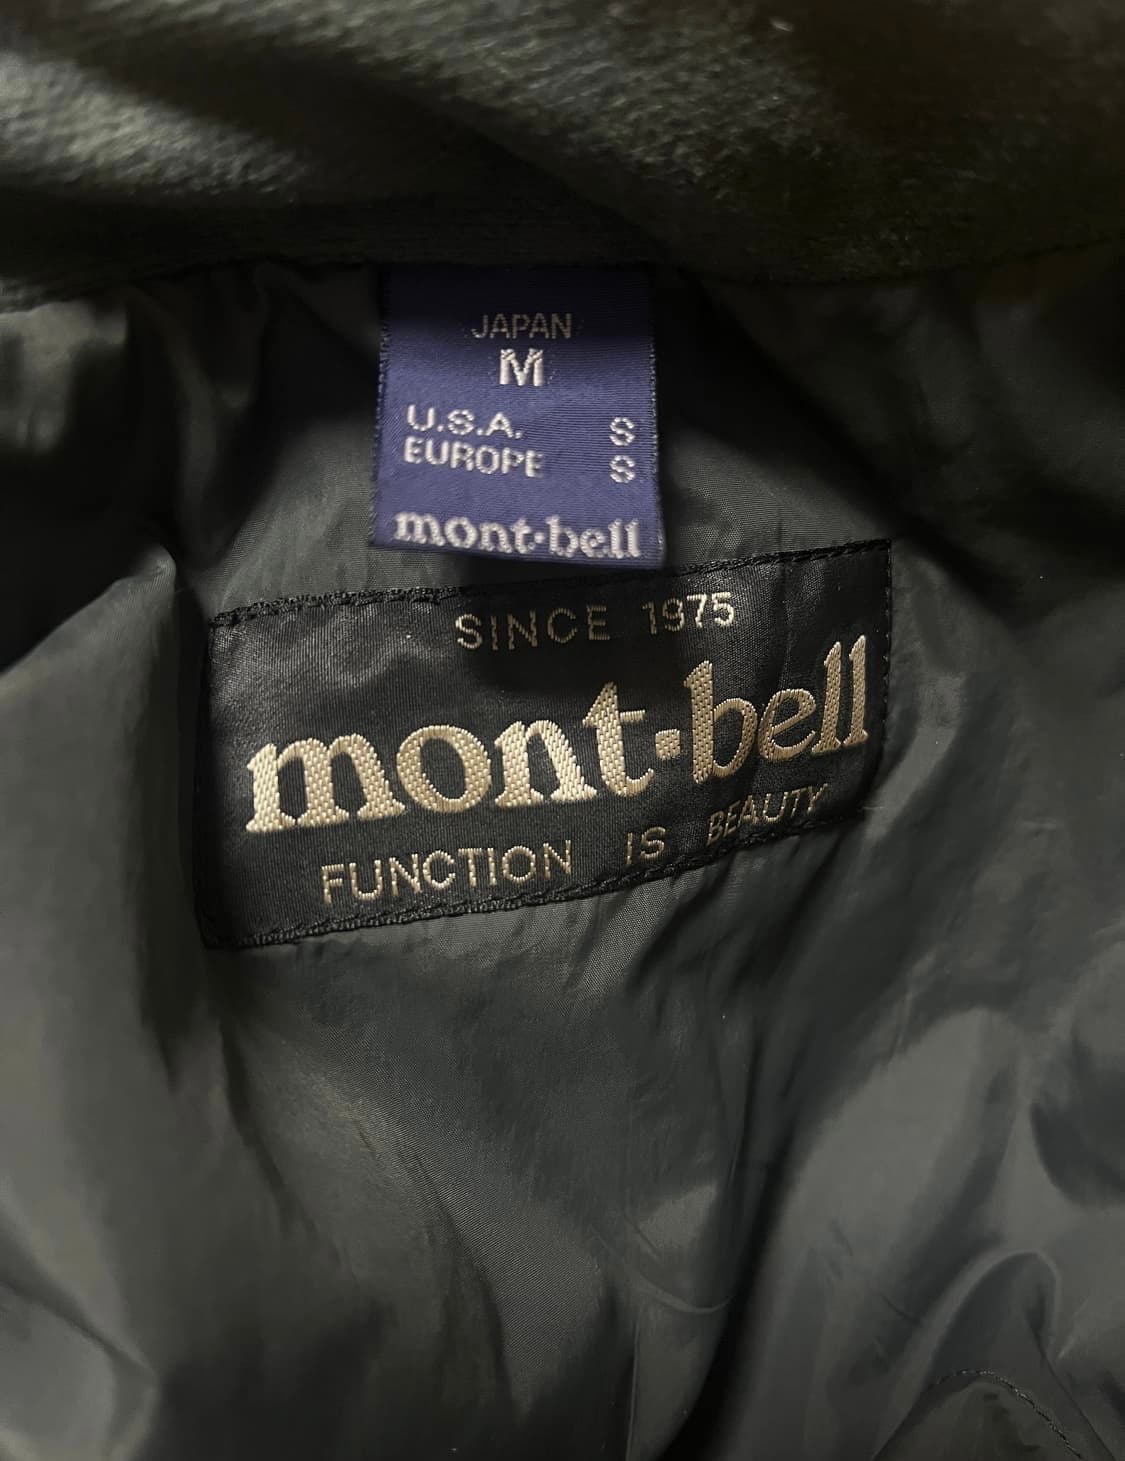 JAPAN
M
U.S.A. S
EUROPE S
mont·bell
SINCE 1975
mont·bell
FUNCTION IS BEAUTY